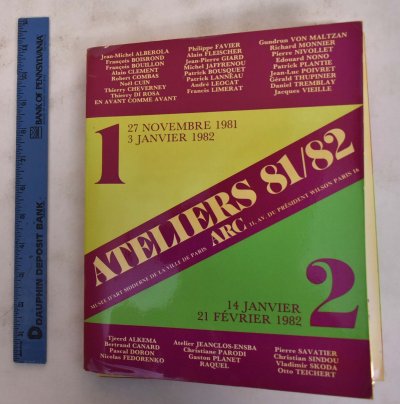 Jean-Michel ALBEROLA
François BOISROND
François BOUILLON
Alain CLEMENT
Robert COMBAS
Noël CUIN
Thierry CHEVERNEY
Thierry DI ROSA
EN AVANT COMME AVANT
Philippe FAVIER
Alain FLEISCHER
Jean-Pierre GIARD
Michel JAFFRENOU
Patrick BOUSQUET
Patrick LANNÉAU
André LEOCAT
Francis LIMERAT
Gundrun VON MALTZAN
Richard MONNIER
Pierre NIVOLLET
Edouard NONO
Patrick PLANTIE
Jean-Luc POIVRET
Gérald THUPINIER
Daniel TREMBLAY
Jacques VIEILLE
1
27 NOVEMBRE 1981
3 JANVIER 1982
ATELIERS 81/82
MUSÉE D'ART MODERNE DE LA VILLE DE PARIS
ARC
11, AV. DU PRÉSIDENT WILSON PARIS 16
14 JANVIER
21 FÉVRIER 1982
2
Tjeerd ALKEMA
Bertrand CANARD
Pascal DORON
Nicolas FEDORENKO
Atelier JEANCLOS-ENSBA
Christiane PARODI
Gaston PLANET
RAQUEL
Pierre SAVATIER
Christian SINDOU
Vladimir SKODA
Otto TEICHERT
BANK OF PENNSYLVANIA
DAUPHIN DEPOSIT BANK